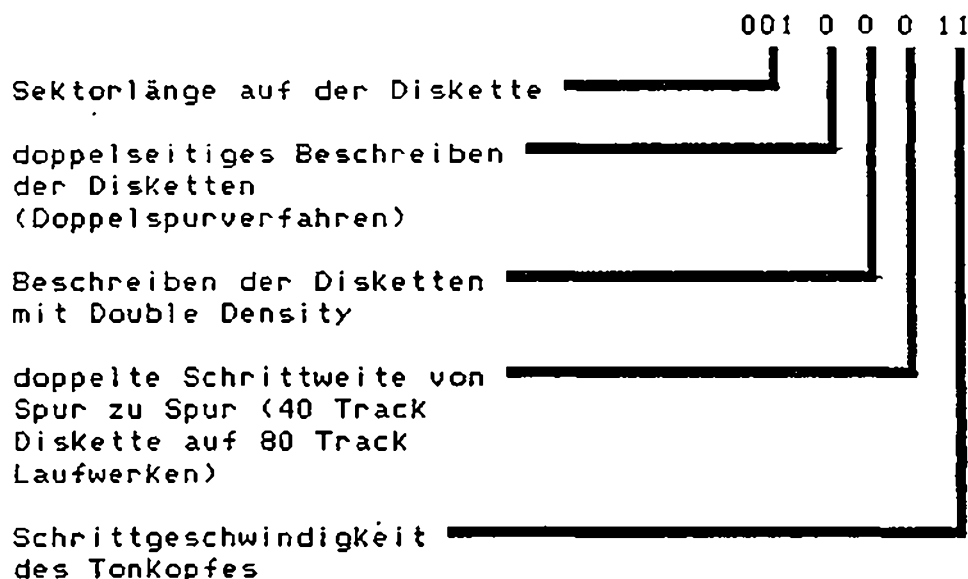 001 0 0 0 11
Sektorlänge auf der Diskette
doppelseitiges Beschreiben
der Disketten
(Doppelspurverfahren)
Beschreiben der Disketten
mit Double Density
doppelte Schrittweite von
Spur zu Spur (40 Track
Diskette auf 80 Track
Laufwerken)
Schrittgeschwindigkeit
des Tonkopfes